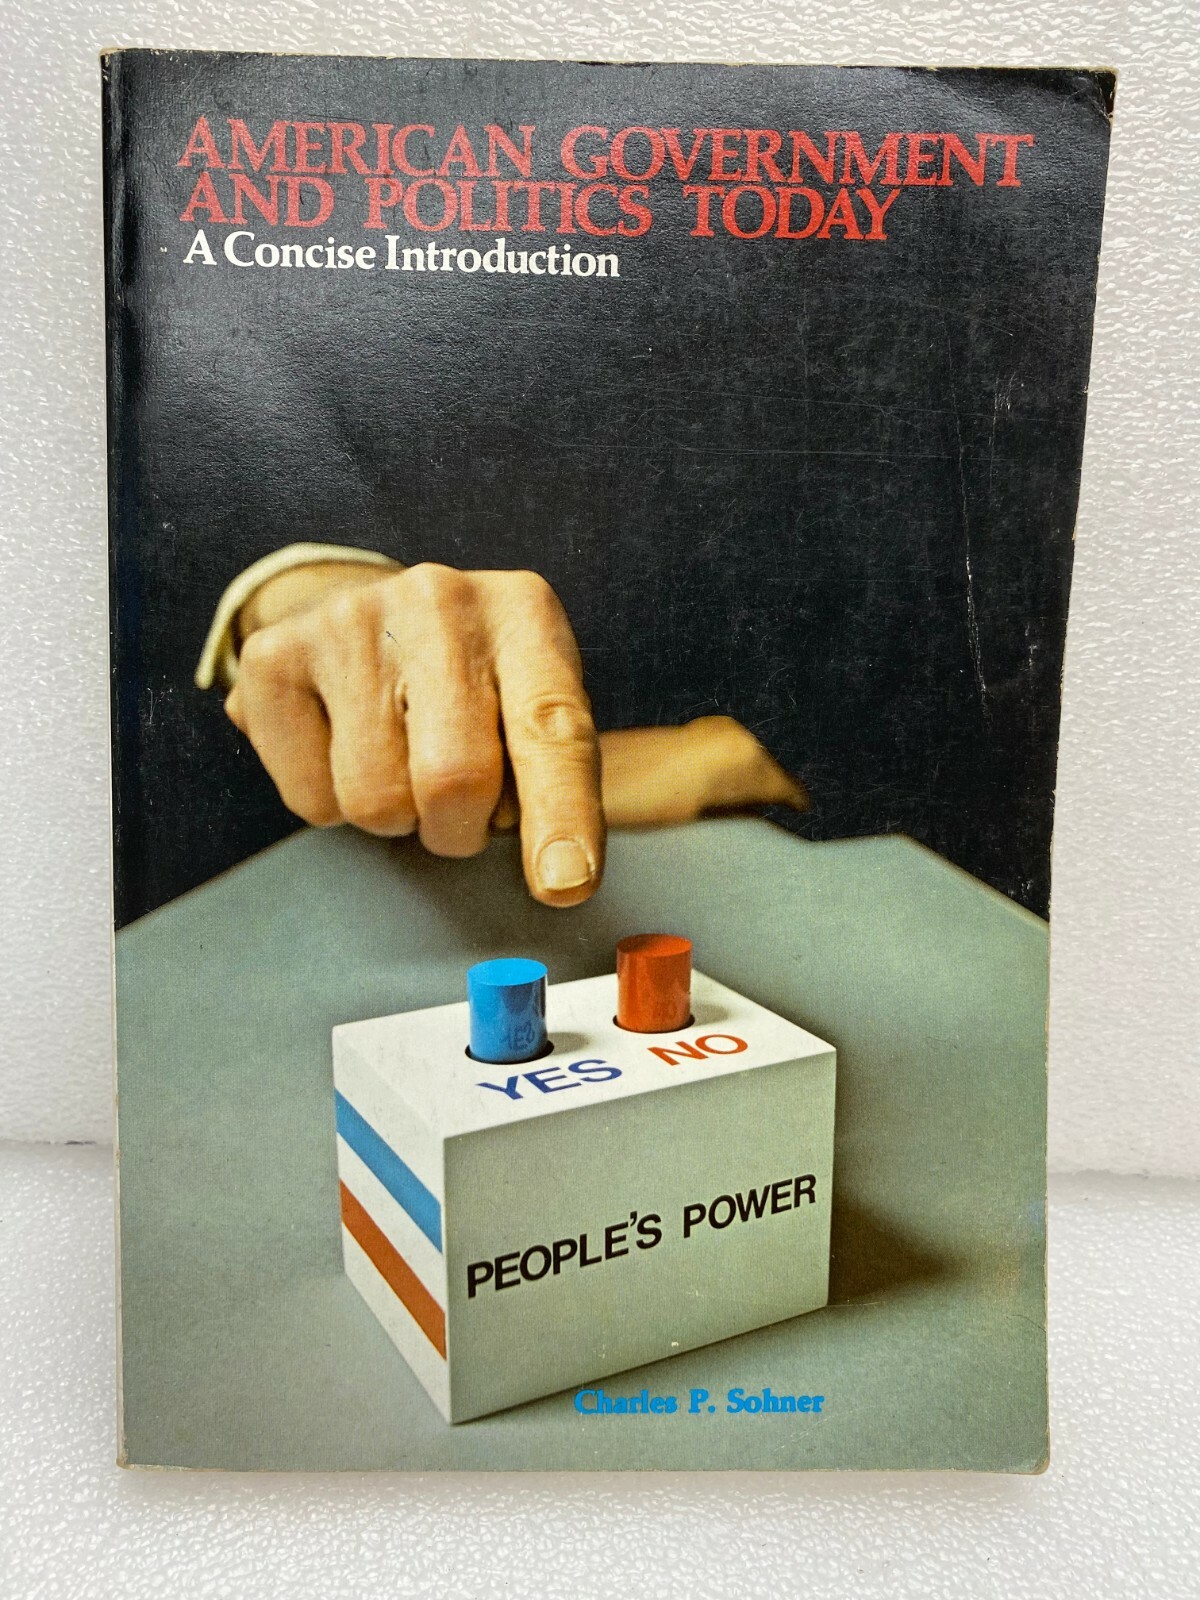 AMERICAN GOVERNMENT
AND POLITICS TODAY
A Concise Introduction
YES NO
PEOPLE'S POWER
Charles P. Sohner